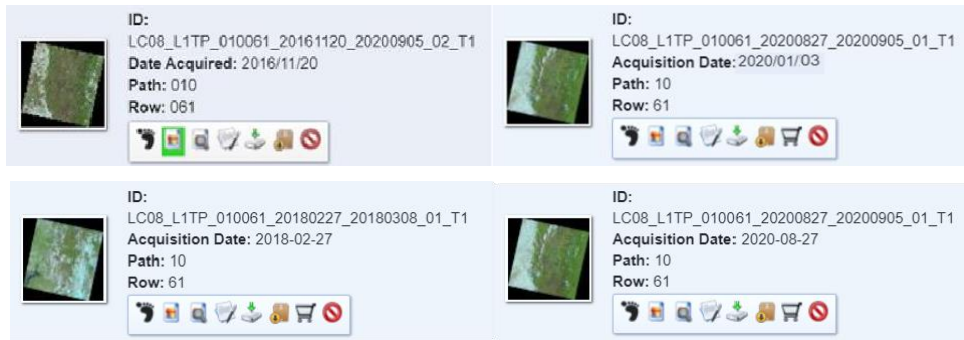 ID:
LC08_L1TP_010061_20161120_20200905_02_T1
Date Acquired: 2016/11/20
Path: 010
Row: 061
ID:
LC08_L1TP_010061_20200827_20200905_01_T1
Acquisition Date: 2020/01/03
Path: 10
Row: 61
ID:
LC08_L1TP_010061_20180227_20180308_01_T1
Acquisition Date: 2018-02-27
Path: 10
Row: 61
ID:
LC08_L1TP_010061_20200827_20200905_01_T1
Acquisition Date: 2020-08-27
Path: 10
Row: 61